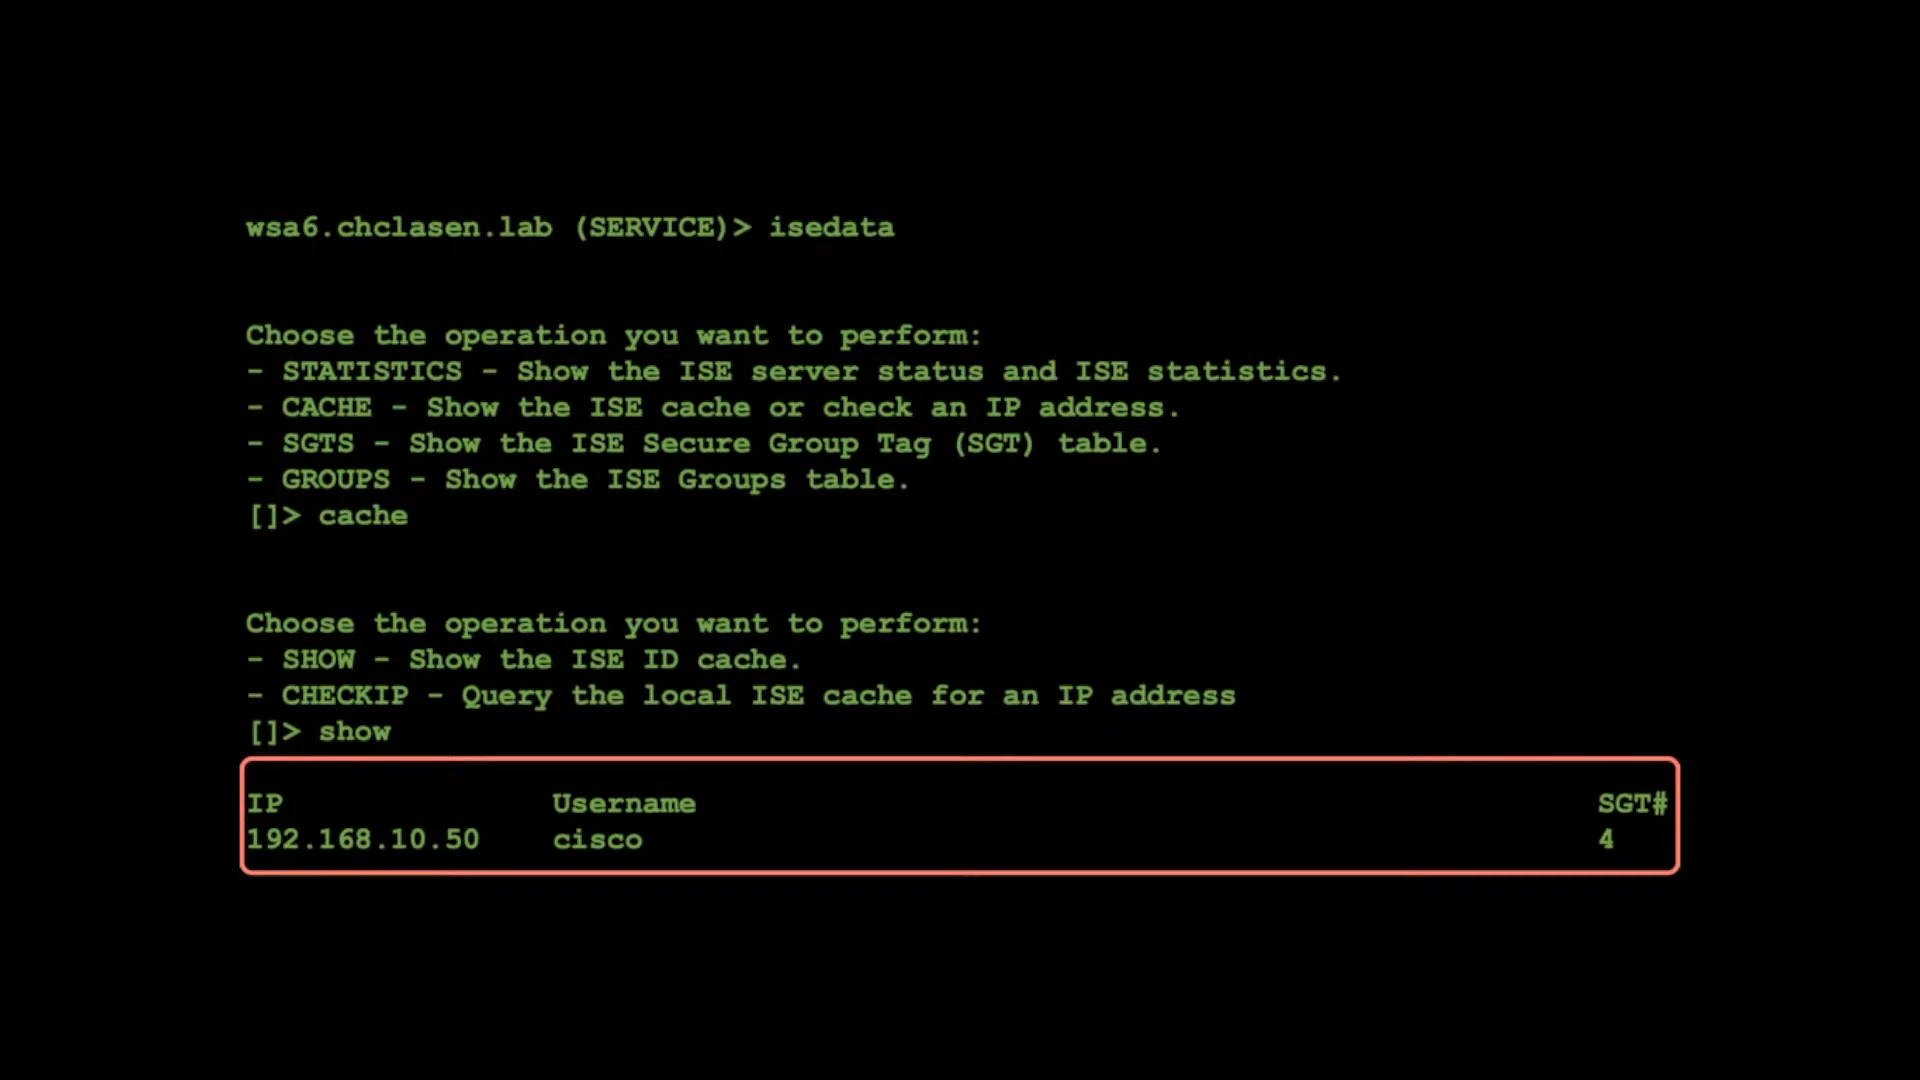 wsa6.chclasen.lab (SERVICE)> isedata
Choose the operation you want to perform:
- STATISTICS - Show the ISE server status and ISE statistics.
- CACHE - Show the ISE cache or check an IP address.
- SGTS - Show the ISE Secure Group Tag (SGT) table.
- GROUPS - Show the ISE Groups table.
[]> cache
Choose the operation you want to perform:
- SHOW - Show the ISE ID cache.
- CHECKIP - Query the local ISE cache for an IP address
[]> show
IP Username SGT#
192.168.10.50 cisco 4